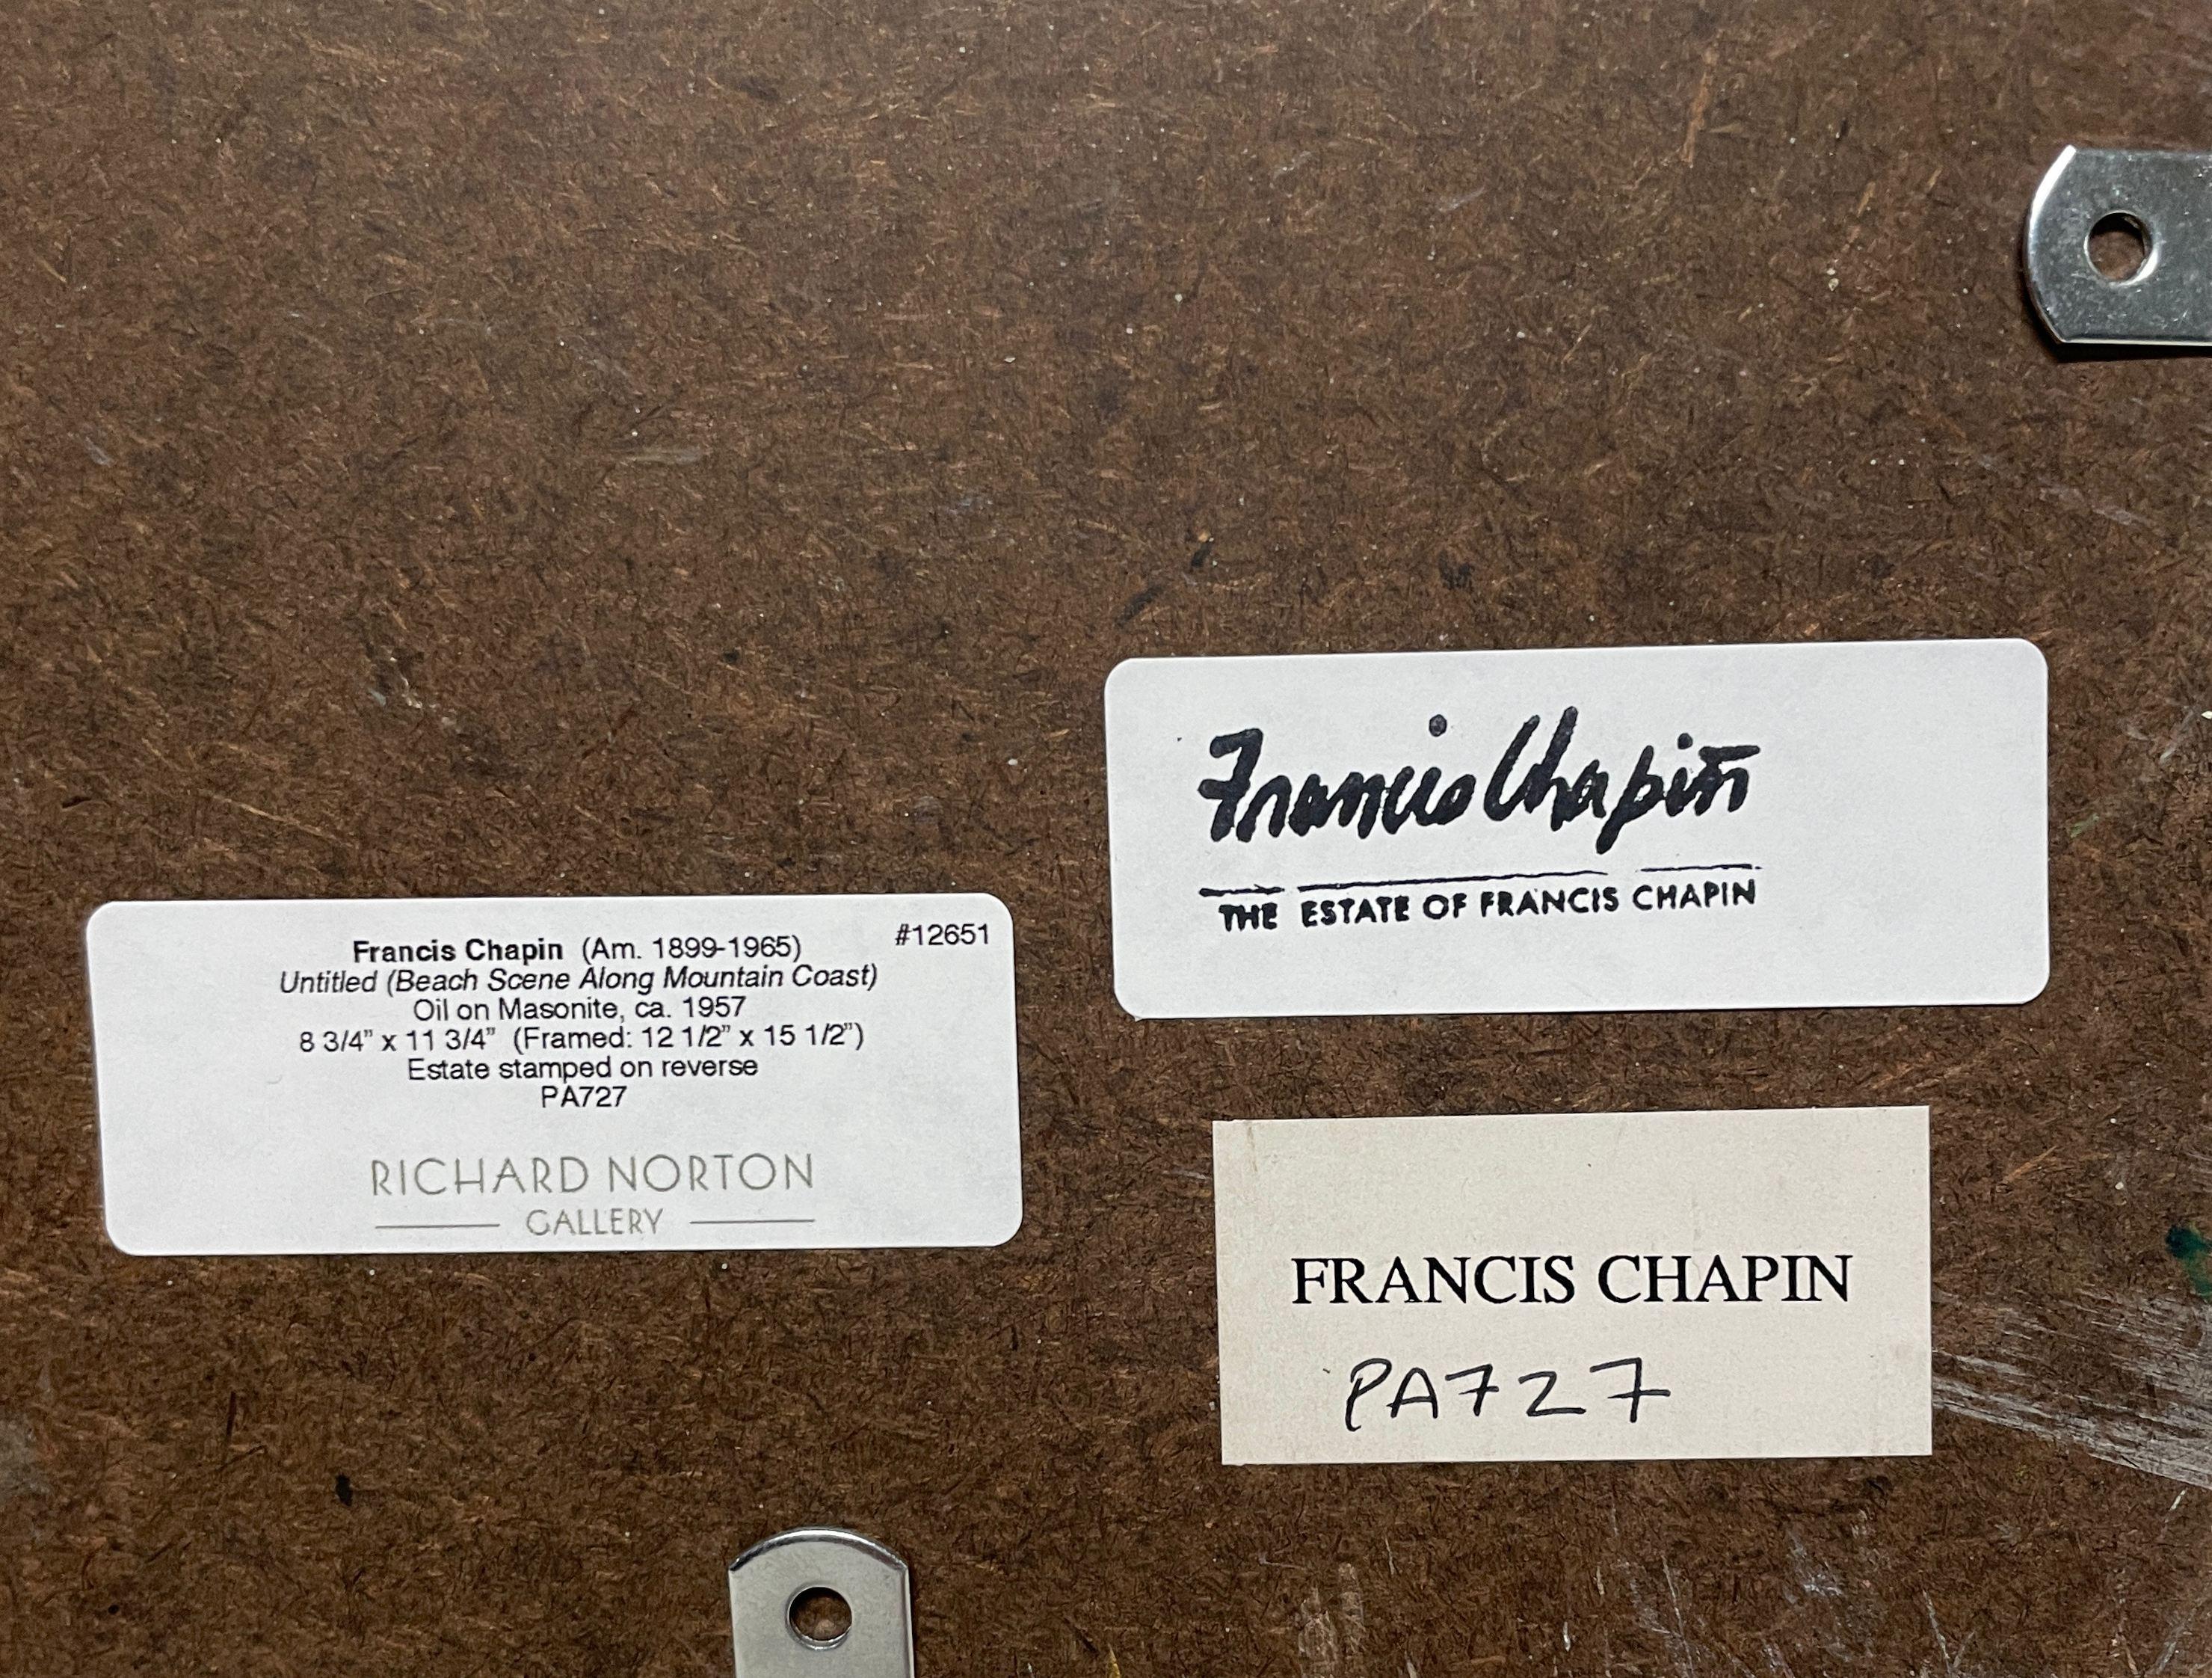 Francis Chapin
THE ESTATE OF FRANCIS CHAPIN
#12651
Francis Chapin (Am. 1899-1965)
Untitled (Beach Scene Along Mountain Coast)
Oil on Masonite, ca. 1957
8 3/4” x 11 3/4” (Framed: 12 1/2” x 15 1/2”)
Estate stamped on reverse
PA727
RICHARD NORTON
GALLERY
FRANCIS CHAPIN
PA727